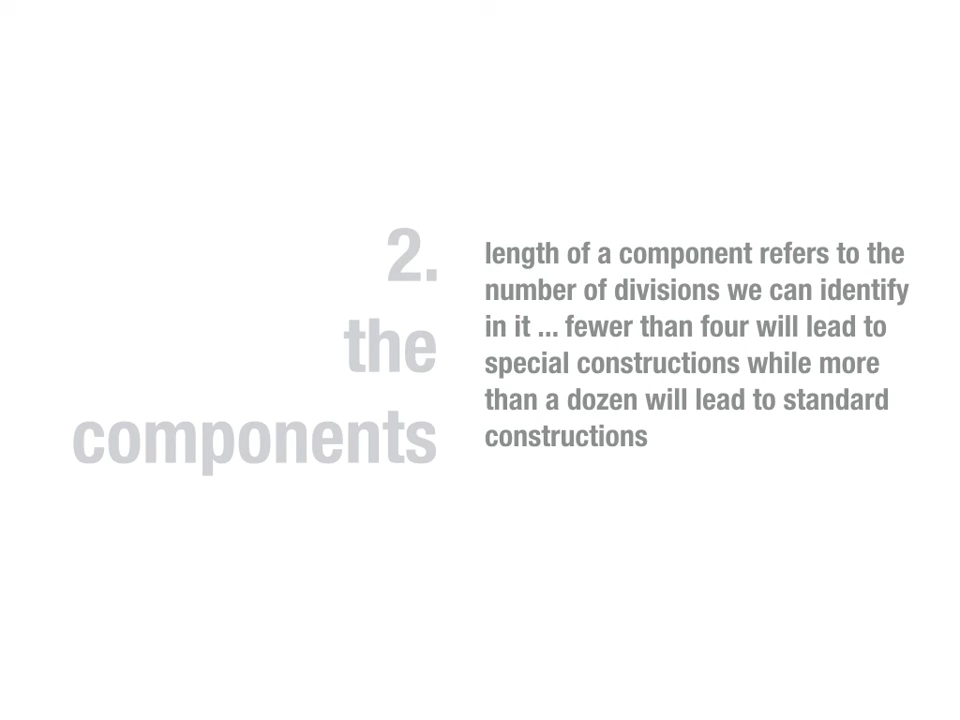 2.
the
components
length of a component refers to the
number of divisions we can identify
in it ... fewer than four will lead to
special constructions while more
than a dozen will lead to standard
constructions